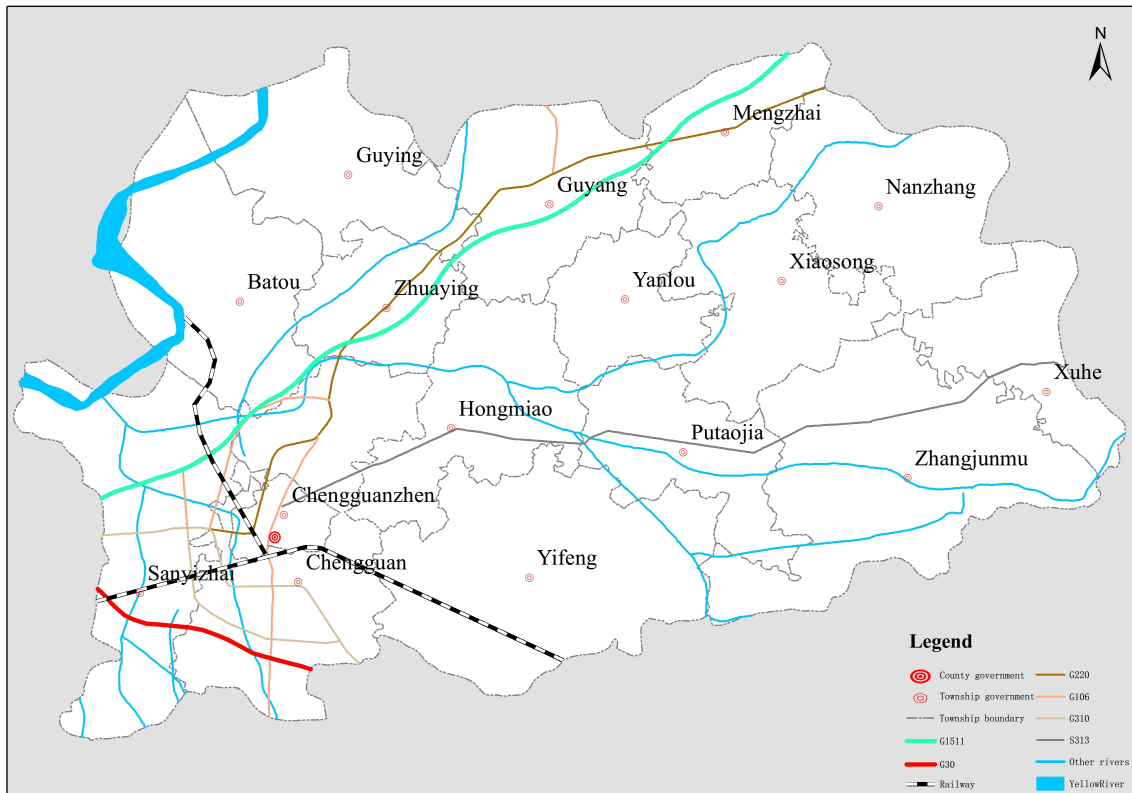 N
Mengzhai
Guying
Guyang
Nanzhang
Xiaosong
Batou
Zhuaying
Yanlou
Xuhe
Hongmiao
Putaojia
Zhangjunmu
Chengguanzhen
Sanyizhai
Chengguan
Yifeng
Legend
County government
Township government
Township boundary
G1511
G30
Railway
G220
G106
G310
S313
Other rivers
YellowRiver